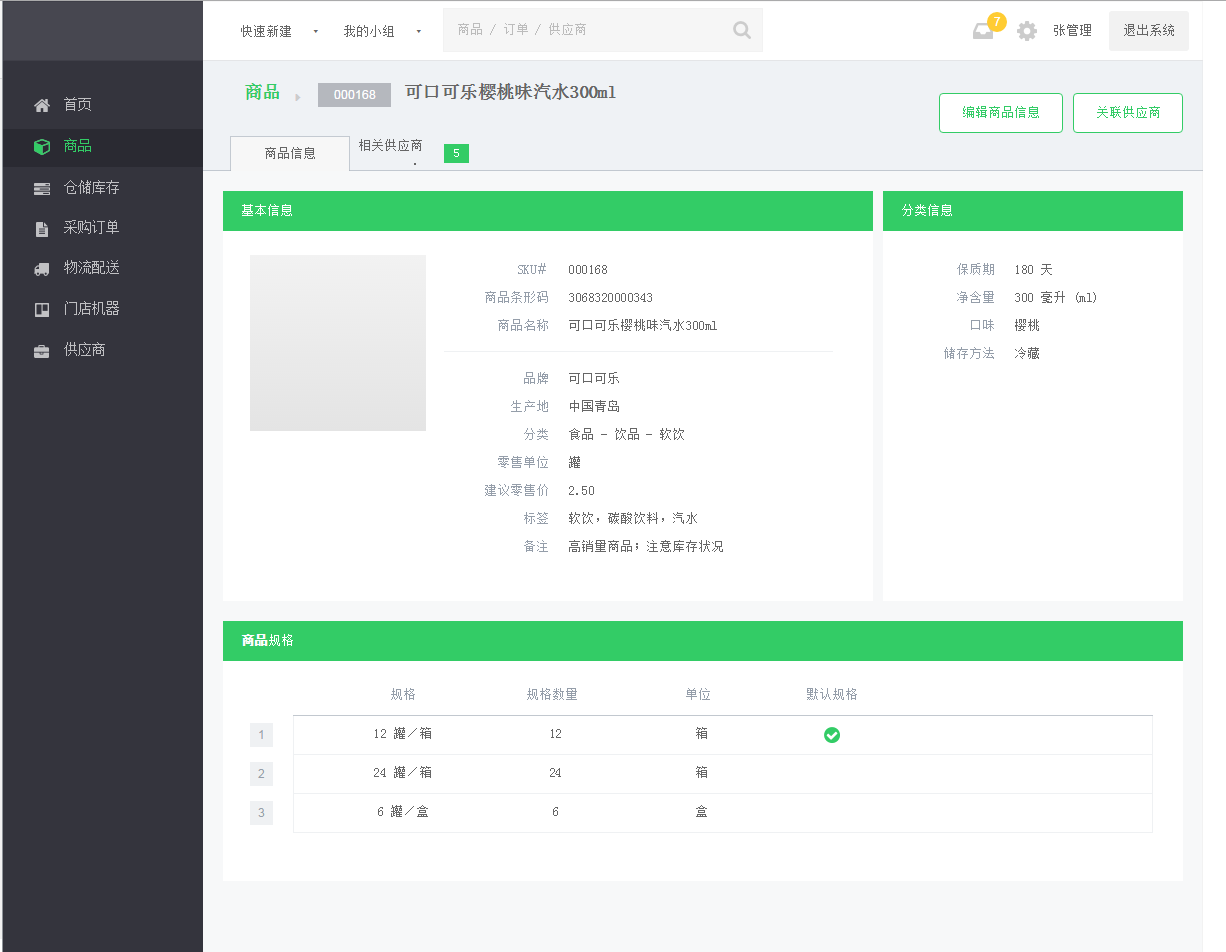 快速新建 我的小组 商品 / 订单 / 供应商 7 张管理 退出系统
首页
商品
仓储库存
采购订单
物流配送
门店机器
供应商
商品 000168 可口可乐樱桃味汽水300ml
编辑商品信息 关联供应商
商品信息 相关供应商 5
基本信息
SKU# 000168
商品条形码 3068320000343
商品名称 可口可乐樱桃味汽水300ml
品牌 可口可乐
生产地 中国青岛
分类 食品 - 饮品 - 软饮
零售单位 罐
建议零售价 2.50
标签 软饮，碳酸饮料，汽水
备注 高销量商品；注意库存状况
分类信息
保质期 180 天
净含量 300 毫升 (ml)
口味 樱桃
储存方法 冷藏
商品规格
规格 规格数量 单位 默认规格
1 12 罐／箱 12 箱
2 24 罐／箱 24 箱
3 6 罐／盒 6 盒